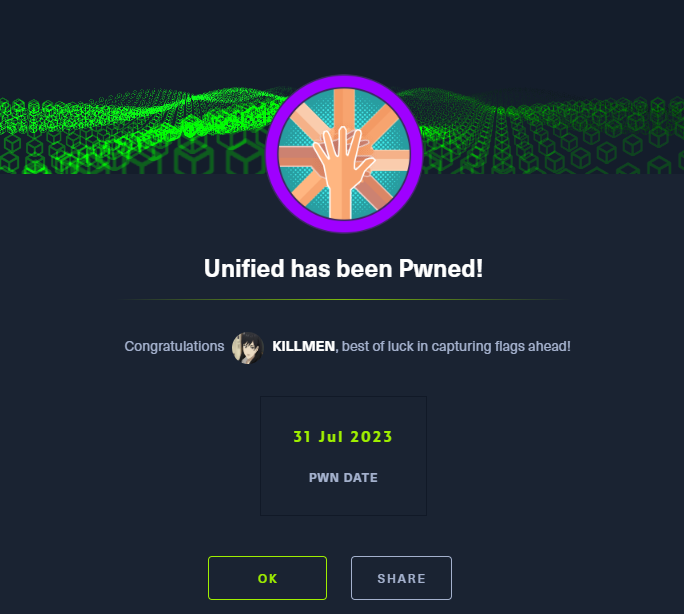 Unified has been Pwned!
Congratulations KILLMEN, best of luck in capturing flags ahead!
31 Jul 2023
PWN DATE
OK SHARE